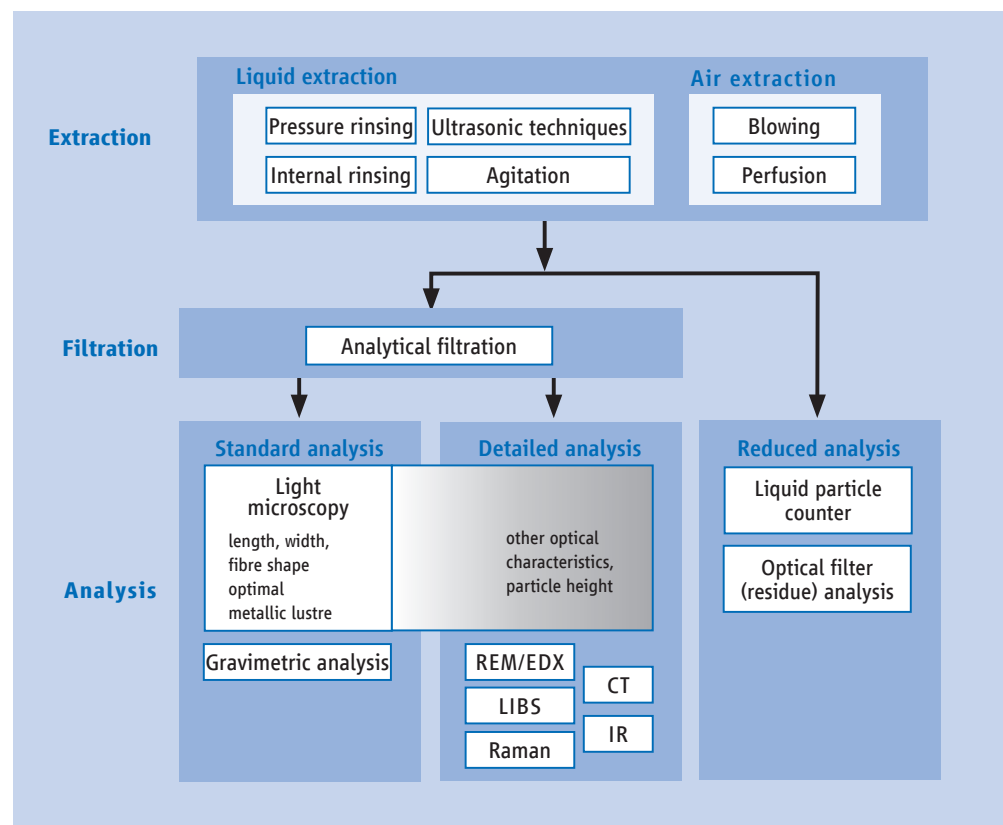 Liquid extraction
Air extraction
Extraction
Pressure rinsing
Ultrasonic techniques
Blowing
Internal rinsing
Agitation
Perfusion
Filtration
Analytical filtration
Analysis
Standard analysis
Light
microscopy
length, width,
fibre shape
optimal
metallic lustre
Gravimetric analysis
Detailed analysis
other optical
characteristics,
particle height
REM/EDX
CT
LIBS
IR
Raman
Reduced analysis
Liquid particle
counter
Optical filter
(residue) analysis